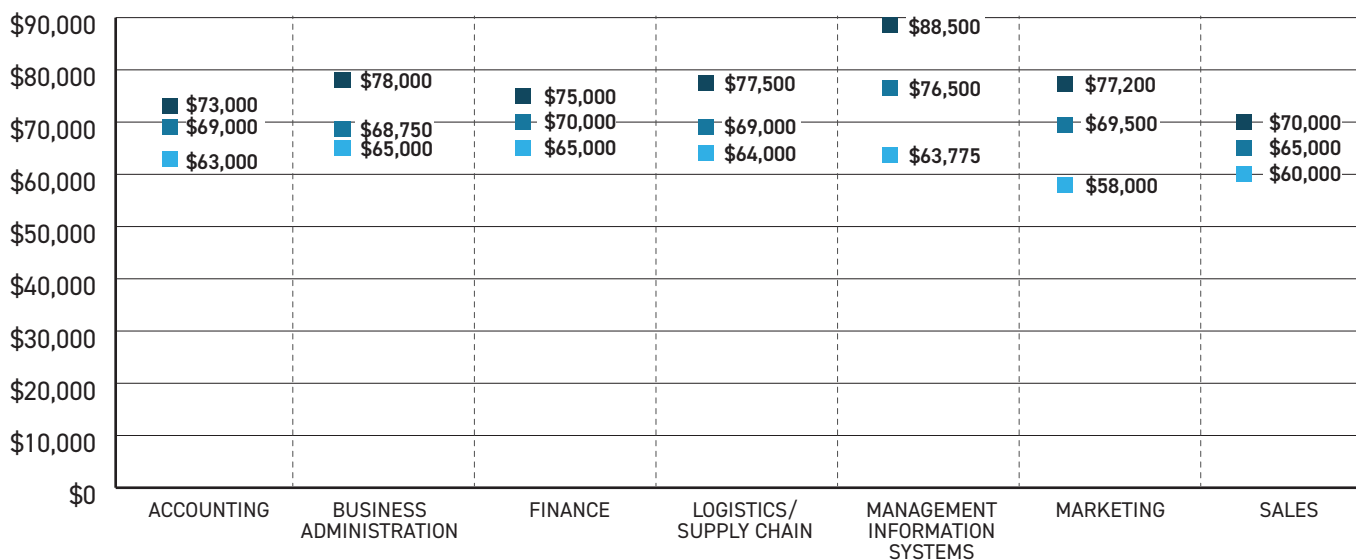 $90,000
$80,000
$70,000
$60,000
$50,000
$40,000
$30,000
$20,000
$10,000
$0
$73,000
$69,000
$63,000
$78,000
$68,750
$65,000
$75,000
$70,000
$65,000
$77,500
$69,000
$64,000
$88,500
$76,500
$63,775
$77,200
$69,500
$58,000
$70,000
$65,000
$60,000
ACCOUNTING
BUSINESS
ADMINISTRATION
FINANCE
LOGISTICS/
SUPPLY CHAIN
MANAGEMENT
INFORMATION
SYSTEMS
MARKETING
SALES